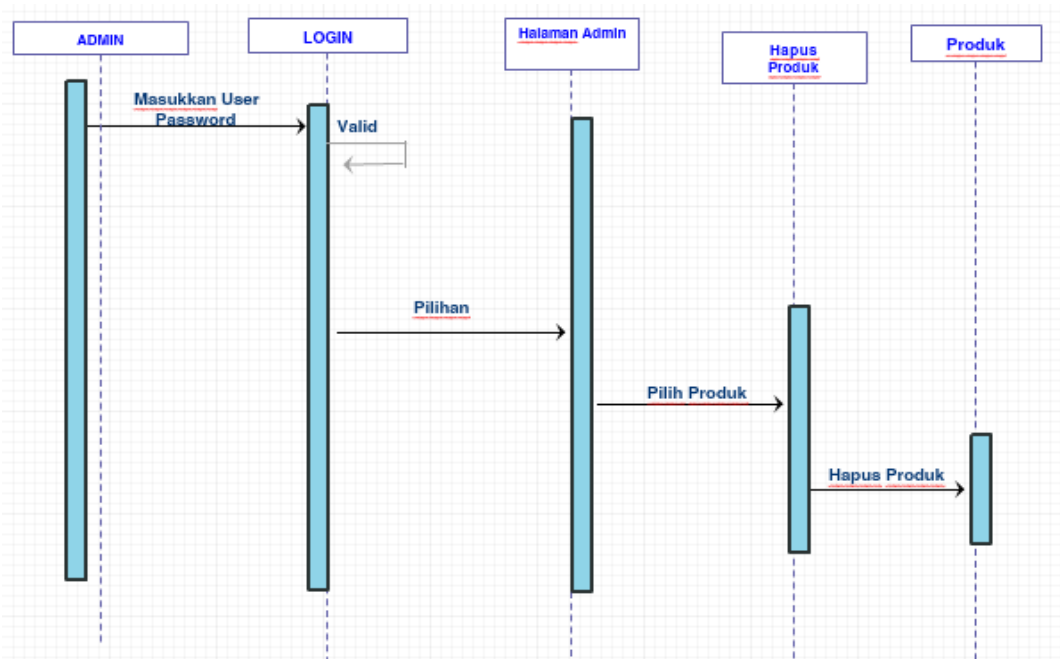 ADMIN
LOGIN
Halaman Admin
Hapus
Produk
Produk
Masukkan User
Password
Valid
Pilihan
Pilih Produk
Hapus Produk